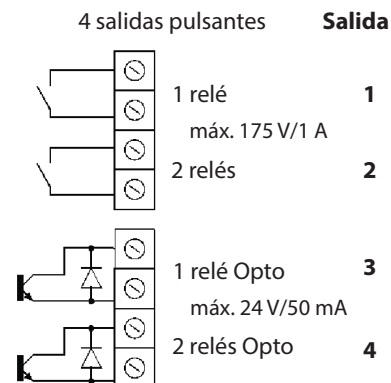 4 salidas pulsantes Salida
1 relé 1
máx. 175 V/1 A
2 relés 2
1 relé Opto 3
máx. 24 V/50 mA
2 relés Opto 4